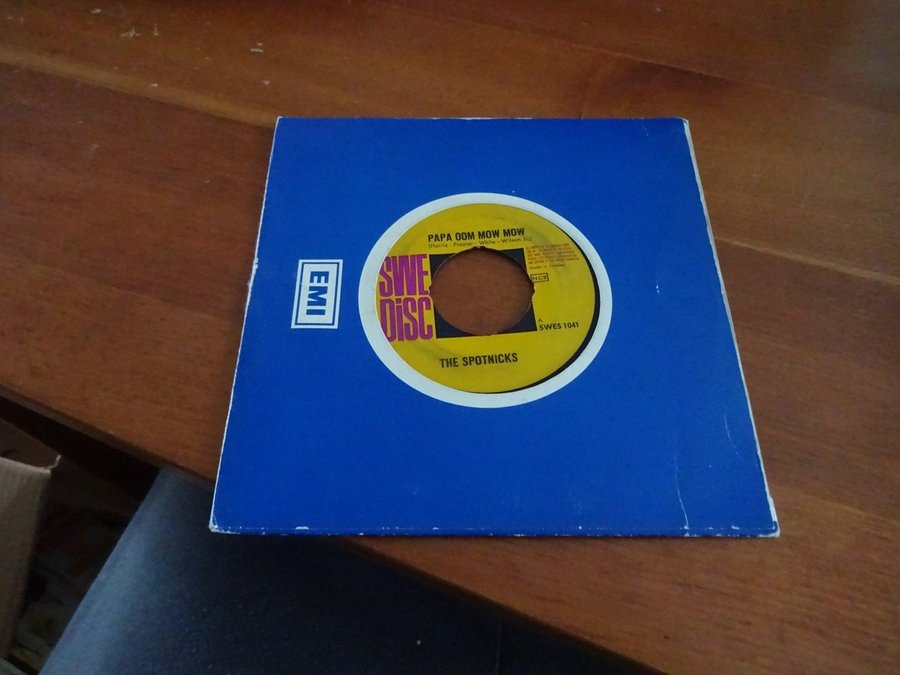 PAPA OOM MOW MOW
(Harris - Frazier - White - Wilson Jr.)
EMI
SWE
DISC
NCB
A
SWES 1041
THE SPOTNICKS